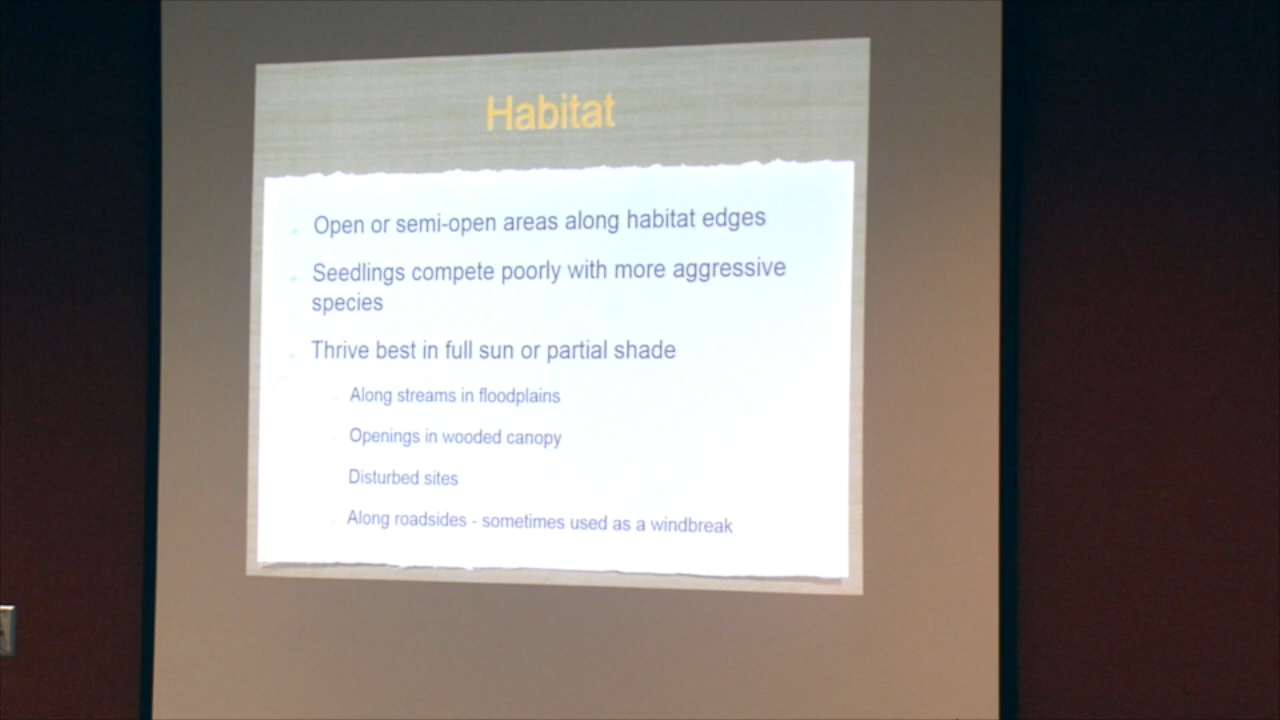 Habitat
Open or semi-open areas along habitat edges
Seedlings compete poorly with more aggressive
species
Thrive best in full sun or partial shade
Along streams in floodplains
Openings in wooded canopy
Disturbed sites
Along roadsides - sometimes used as a windbreak